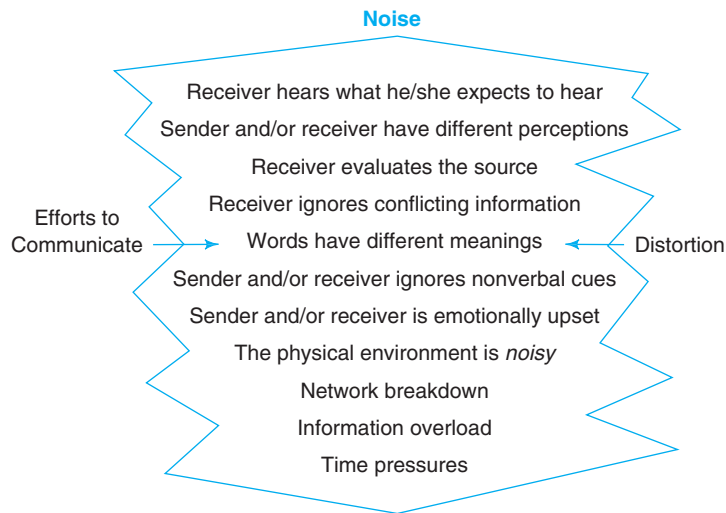 Noise
Receiver hears what he/she expects to hear
Sender and/or receiver have different perceptions
Receiver evaluates the source
Receiver ignores conflicting information
Efforts to
Communicate
Words have different meanings
Distortion
Sender and/or receiver ignores nonverbal cues
Sender and/or receiver is emotionally upset
The physical environment is noisy
Network breakdown
Information overload
Time pressures